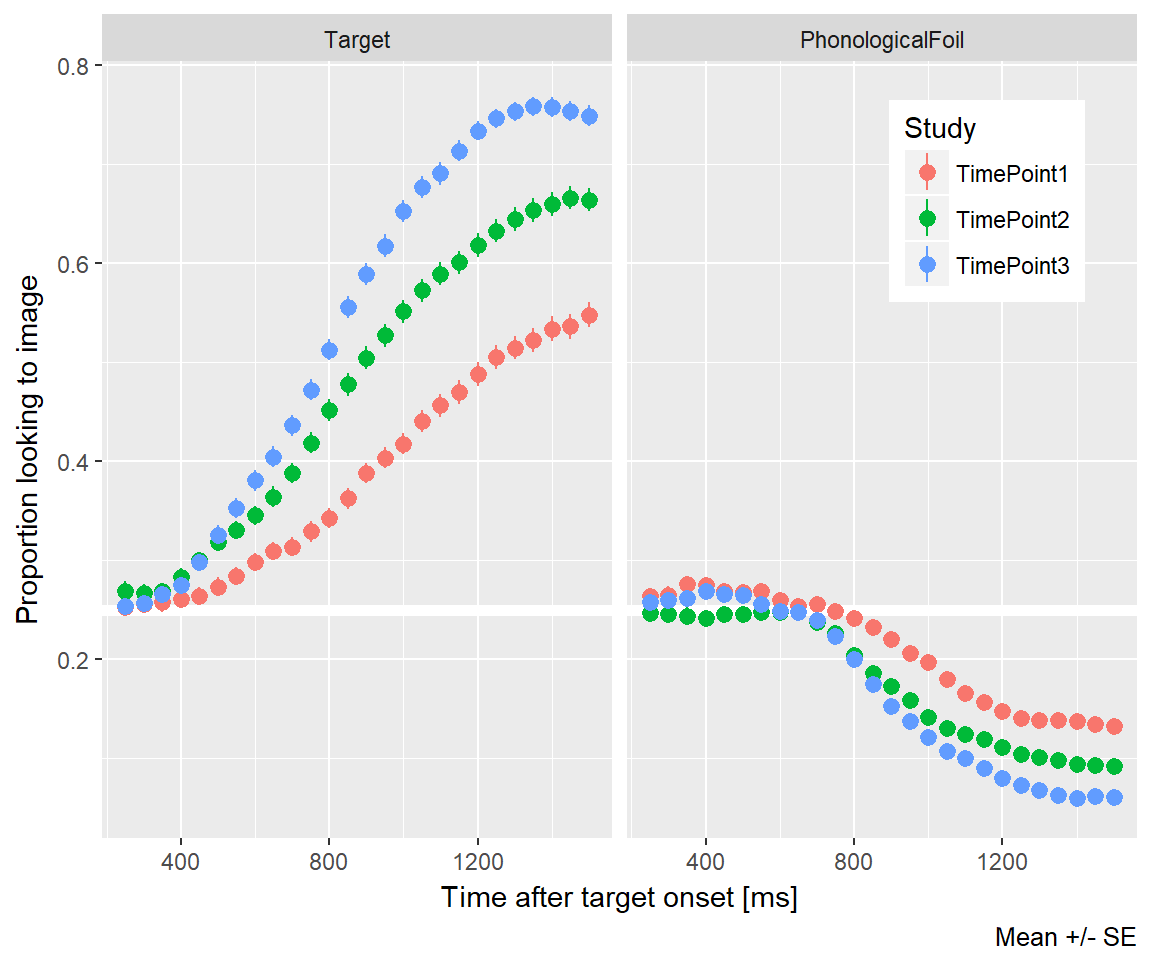 Target
PhonologicalFoil
0.8
0.6
0.4
0.2
Proportion looking to image
Study
TimePoint1
TimePoint2
TimePoint3
400 800 1200
400 800 1200
Time after target onset [ms]
Mean +/- SE